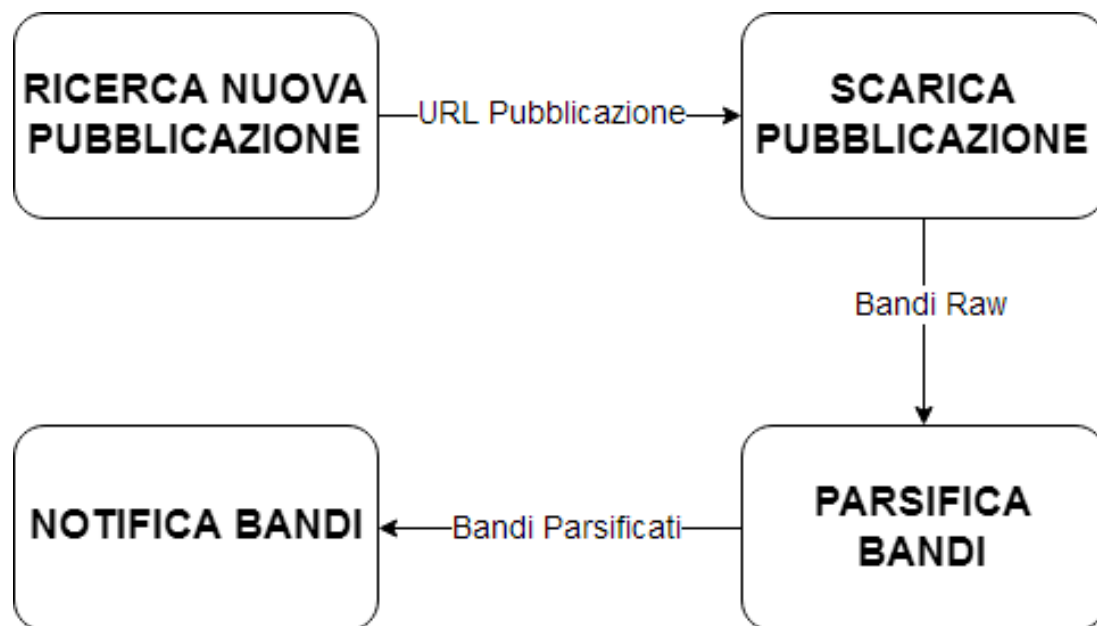 RICERCA NUOVA
PUBBLICAZIONE
URL Pubblicazione
SCARICA
PUBBLICAZIONE
Bandi Raw
PARSIFICA
BANDI
Bandi Parsificati
NOTIFICA BANDI